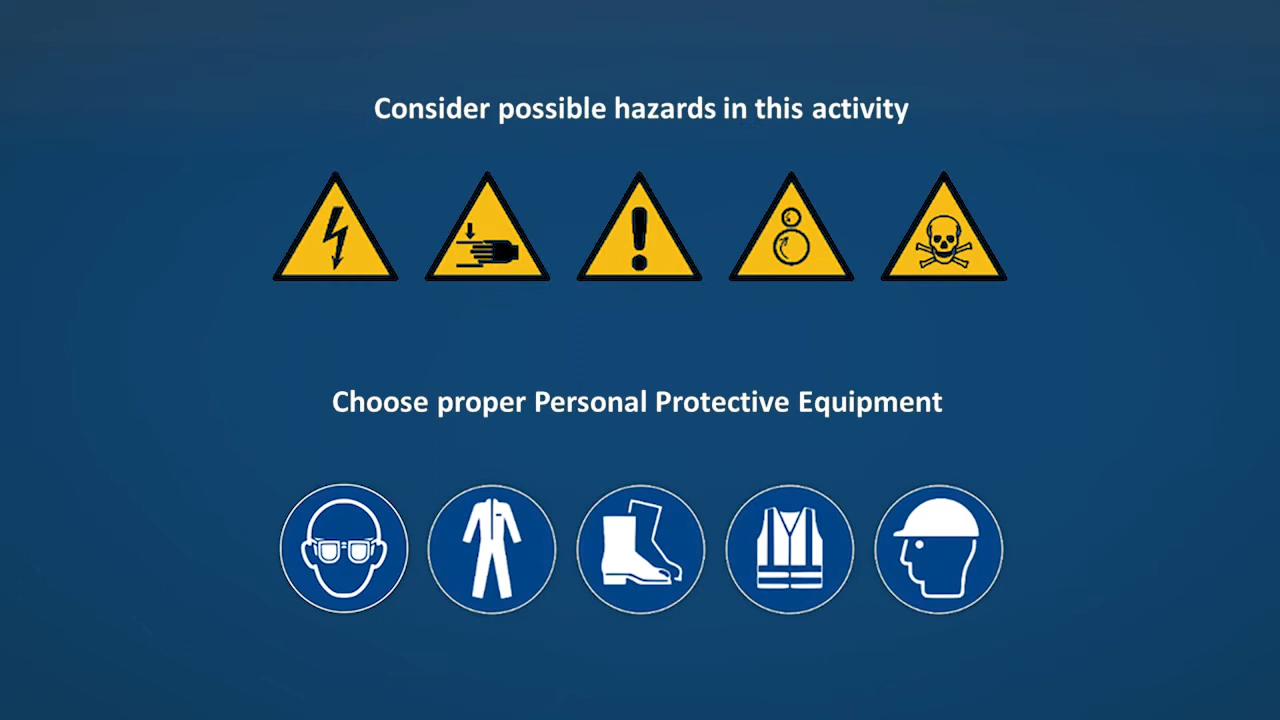 Consider possible hazards in this activity
Choose proper Personal Protective Equipment